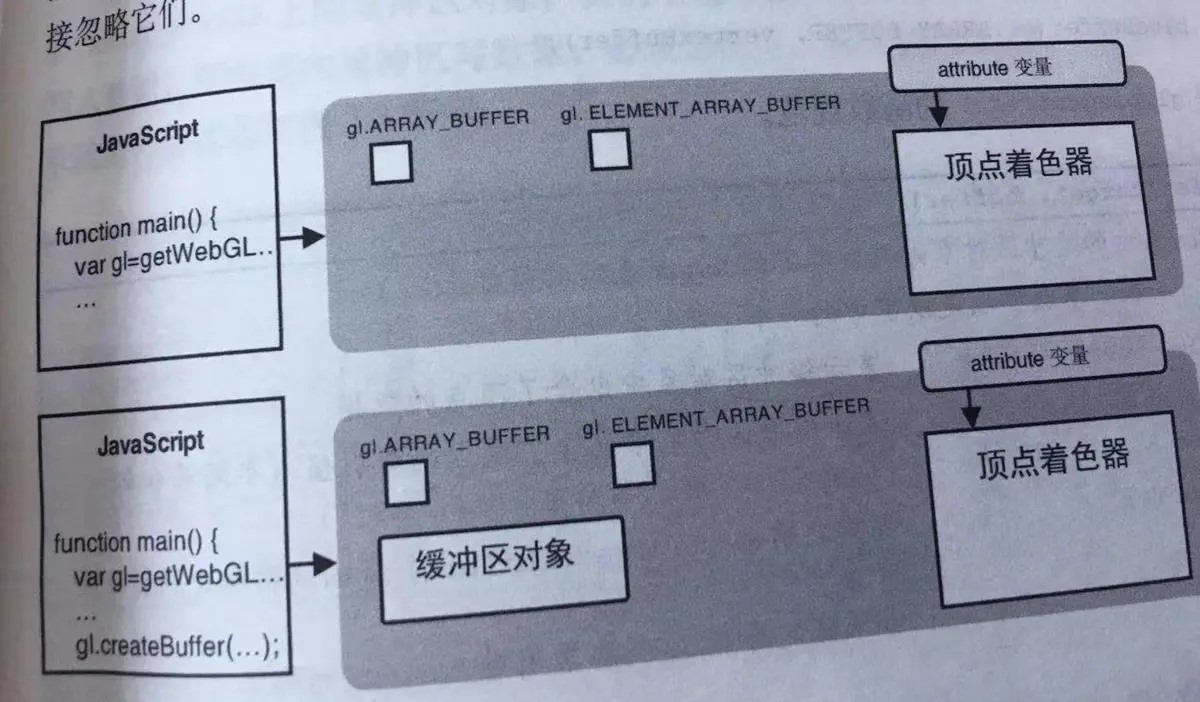 接忽略它们。
JavaScript
function main() {
var gl=getWebGL..
...
gl.ARRAY_BUFFER
gl. ELEMENT_ARRAY_BUFFER
attribute 变量
顶点着色器
JavaScript
function main() {
var gl=getWebGL...
...
gl.createBuffer(...);
gl.ARRAY_BUFFER
gl. ELEMENT_ARRAY_BUFFER
缓冲区对象
attribute 变量
顶点着色器